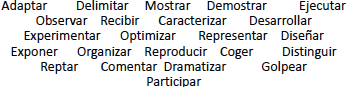 Adaptar Delimitar Mostrar Demostrar Ejecutar
Observar Recibir Caracterizar Desarrollar
Experimentar Optimizar Representar Diseñar
Exponer Organizar Reproducir Coger Distinguir
Reptar Comentar Dramatizar Golpear
Participar